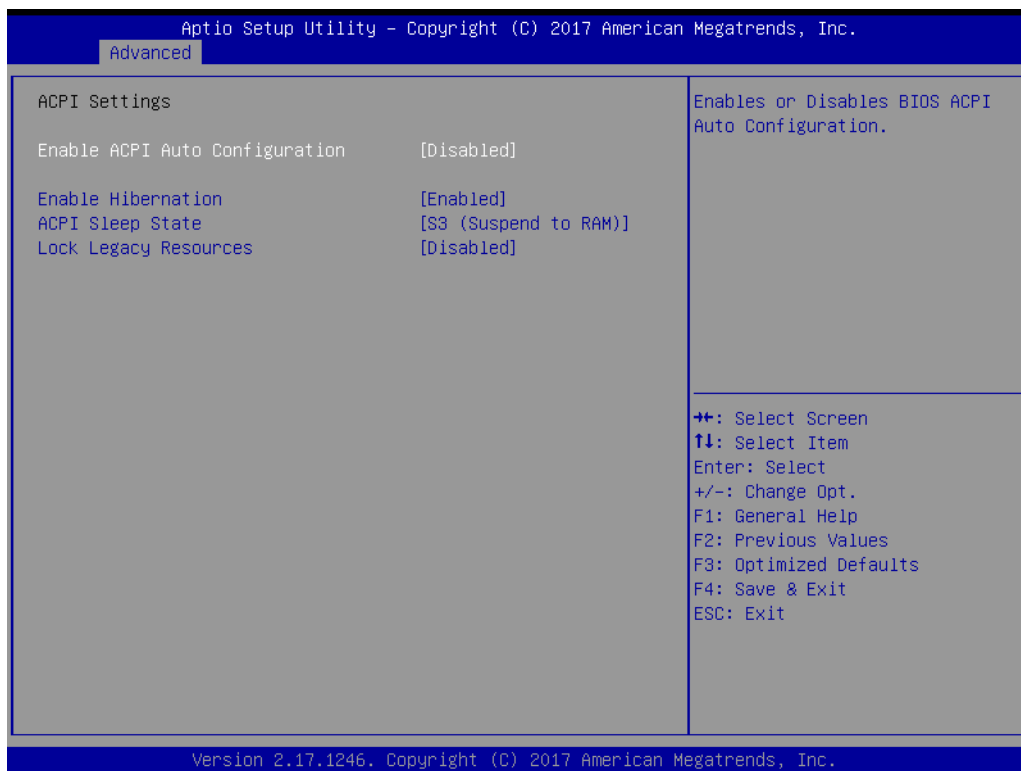 Aptio Setup Utility – Copyright (C) 2017 American Megatrends, Inc.
Advanced
ACPI Settings
Enable ACPI Auto Configuration [Disabled]
Enable Hibernation [Enabled]
ACPI Sleep State [S3 (Suspend to RAM)]
Lock Legacy Resources [Disabled]
Enables or Disables BIOS ACPI
Auto Configuration.
→←: Select Screen
↑↓: Select Item
Enter: Select
+/-: Change Opt.
F1: General Help
F2: Previous Values
F3: Optimized Defaults
F4: Save & Exit
ESC: Exit
Version 2.17.1246. Copyright (C) 2017 American Megatrends, Inc.